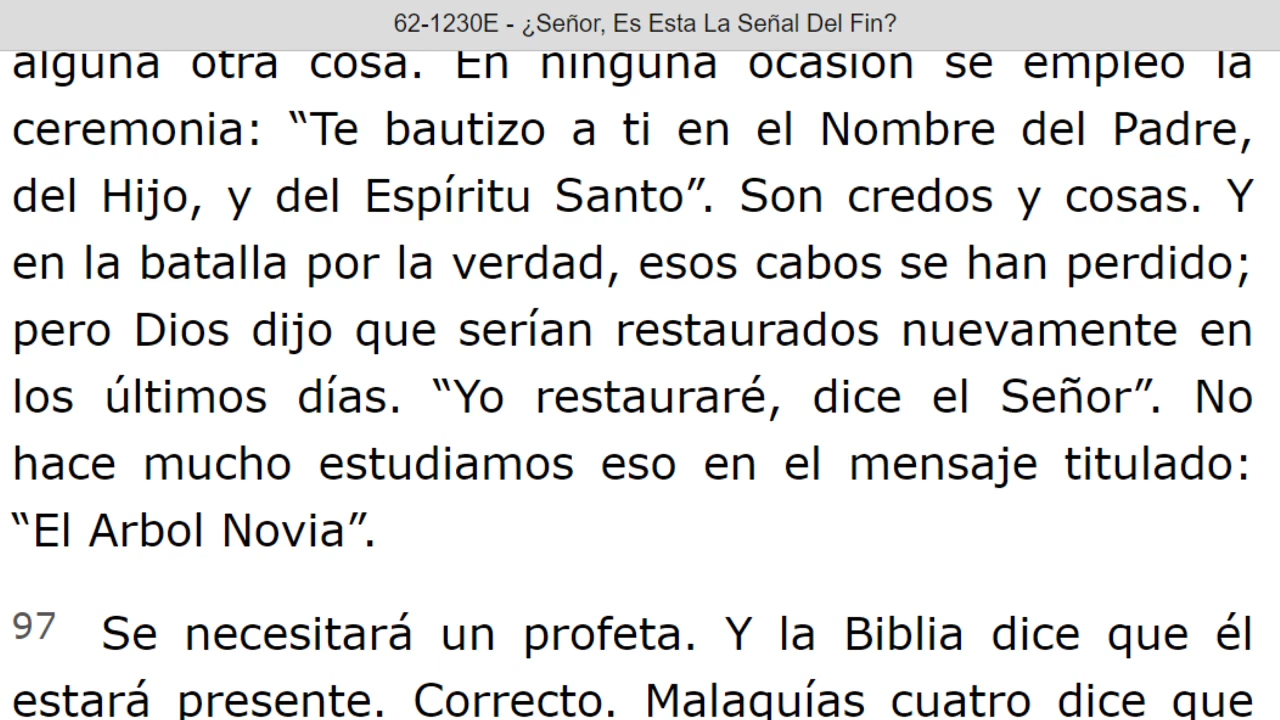 62-1230E - ¿Señor, Es Esta La Señal Del Fin?
alguna otra cosa. En ninguna ocasión se empleó la
ceremonia: “Te bautizo a ti en el Nombre del Padre,
del Hijo, y del Espíritu Santo”. Son credos y cosas. Y
en la batalla por la verdad, esos cabos se han perdido;
pero Dios dijo que serían restaurados nuevamente en
los últimos días. “Yo restauraré, dice el Señor”. No
hace mucho estudiamos eso en el mensaje titulado:
“El Arbol Novia”.
97 Se necesitará un profeta. Y la Biblia dice que él
estará presente. Correcto. Malaquías cuatro dice que